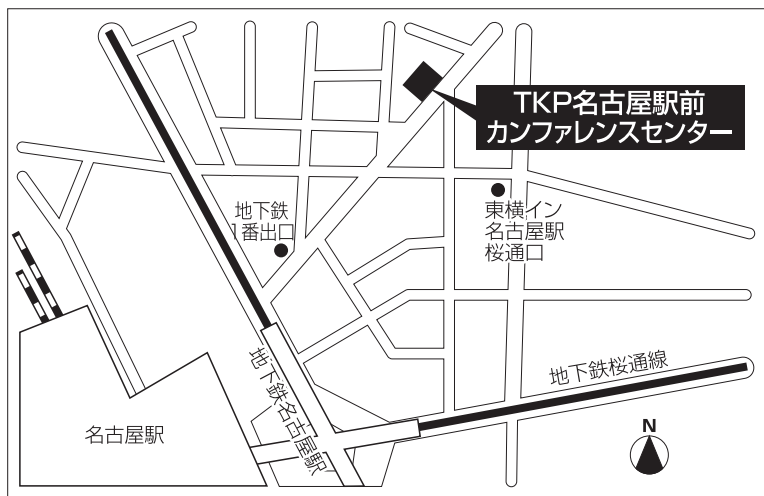 TKP名古屋駅前
カンファレンスセンター
地下鉄
1番出口
東横イン
名古屋駅
桜通口
地下鉄名古屋駅
地下鉄桜通線
名古屋駅
N